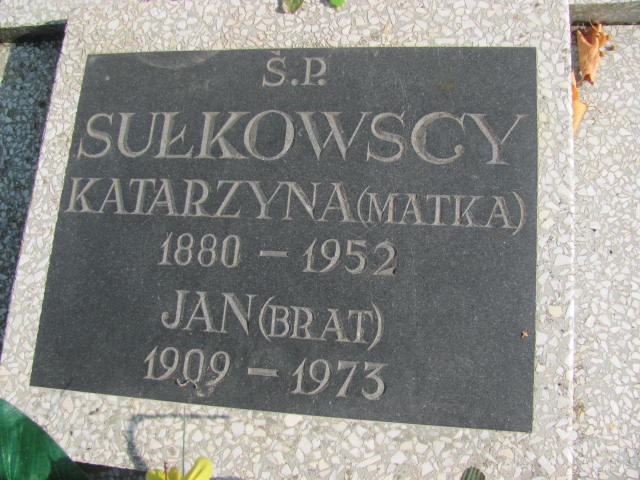 Ś.P.
SUŁKOWSCY
KATARZYNA (MATKA)
1880 – 1952
JAN (BRAT)
1909 – 1973